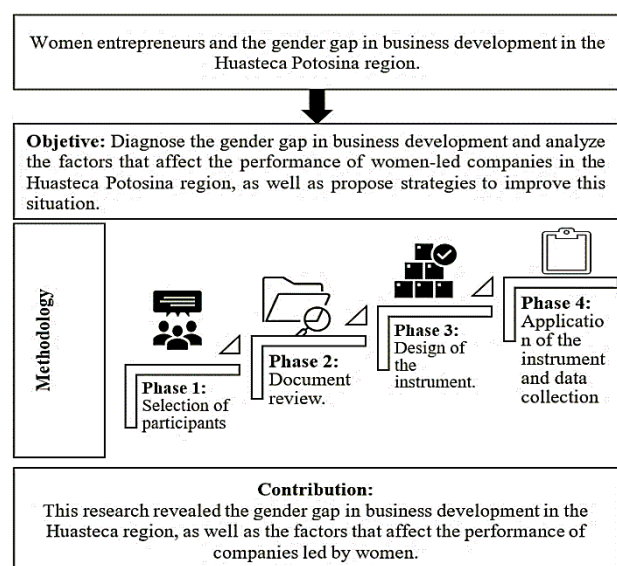 Women entrepreneurs and the gender gap in business development in the
Huasteca Potosina region.
Objetive: Diagnose the gender gap in business development and analyze
the factors that affect the performance of women-led companies in the
Huasteca Potosina region, as well as propose strategies to improve this
situation.
Methodology
Phase 1:
Selection of
participants
Phase 2:
Document
review.
Phase 3:
Design of
the
instrument.
Phase 4:
Applicatio
n of the
instrument
and data
collection
Contribution:
This research revealed the gender gap in business development in the
Huasteca region, as well as the factors that affect the performance of
companies led by women.